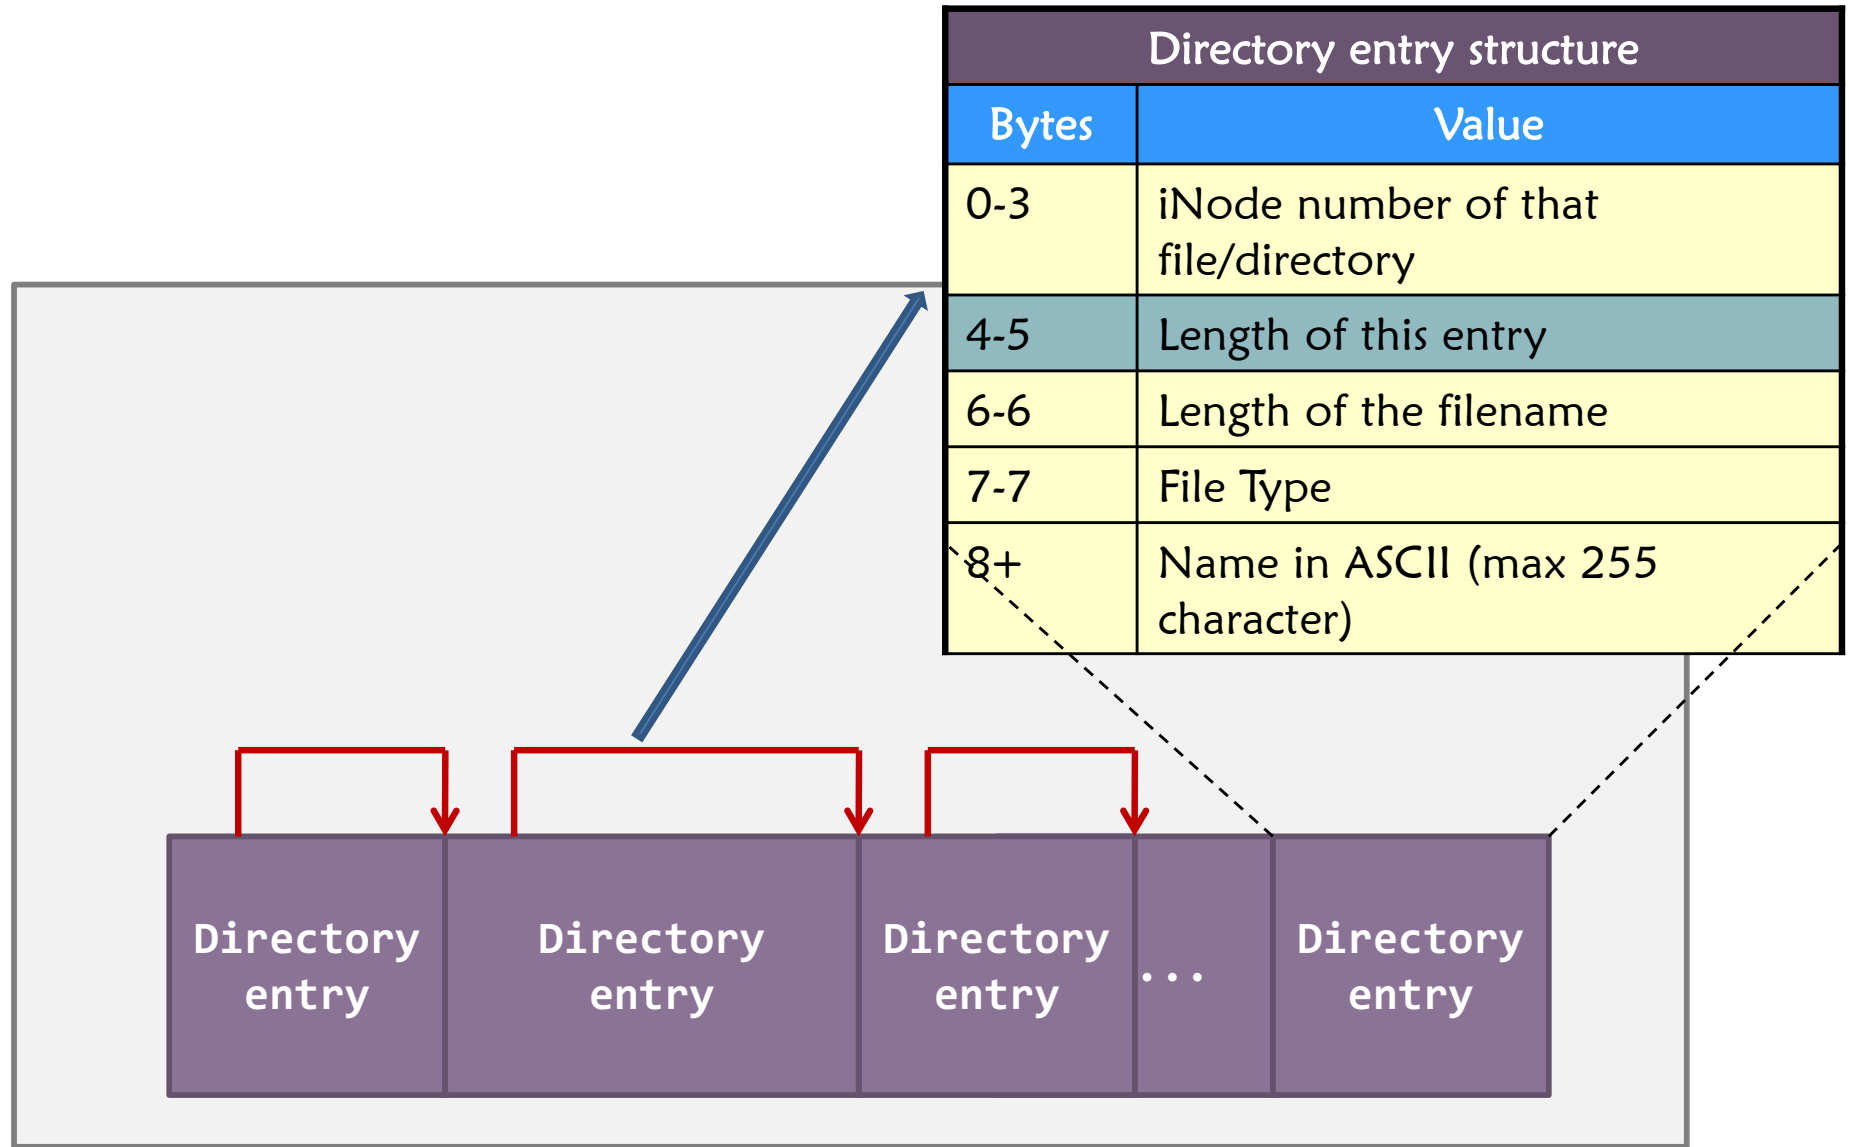 Directory entry structure
Bytes Value
0-3 iNode number of that
file/directory
4-5 Length of this entry
6-6 Length of the filename
7-7 File Type
8+ Name in ASCII (max 255
character)
Directory Directory Directory Directory
entry entry entry ... entry